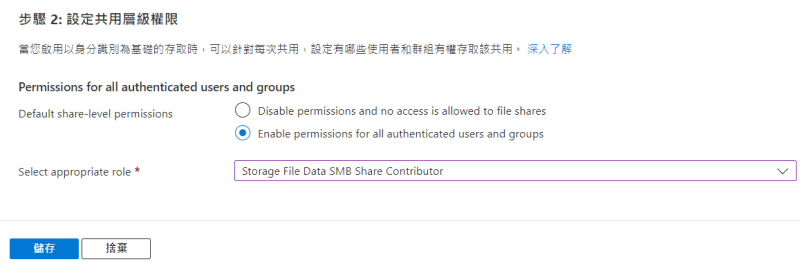 步驟 2: 設定共用層級權限
當您啟用以身分識別為基礎的存取時，可以針對每次共用，設定有哪些使用者和群組有權存取該共用。 深入了解
Permissions for all authenticated users and groups
Default share-level permissions
Disable permissions and no access is allowed to file shares
Enable permissions for all authenticated users and groups
Select appropriate role *
Storage File Data SMB Share Contributor
儲存 捨棄